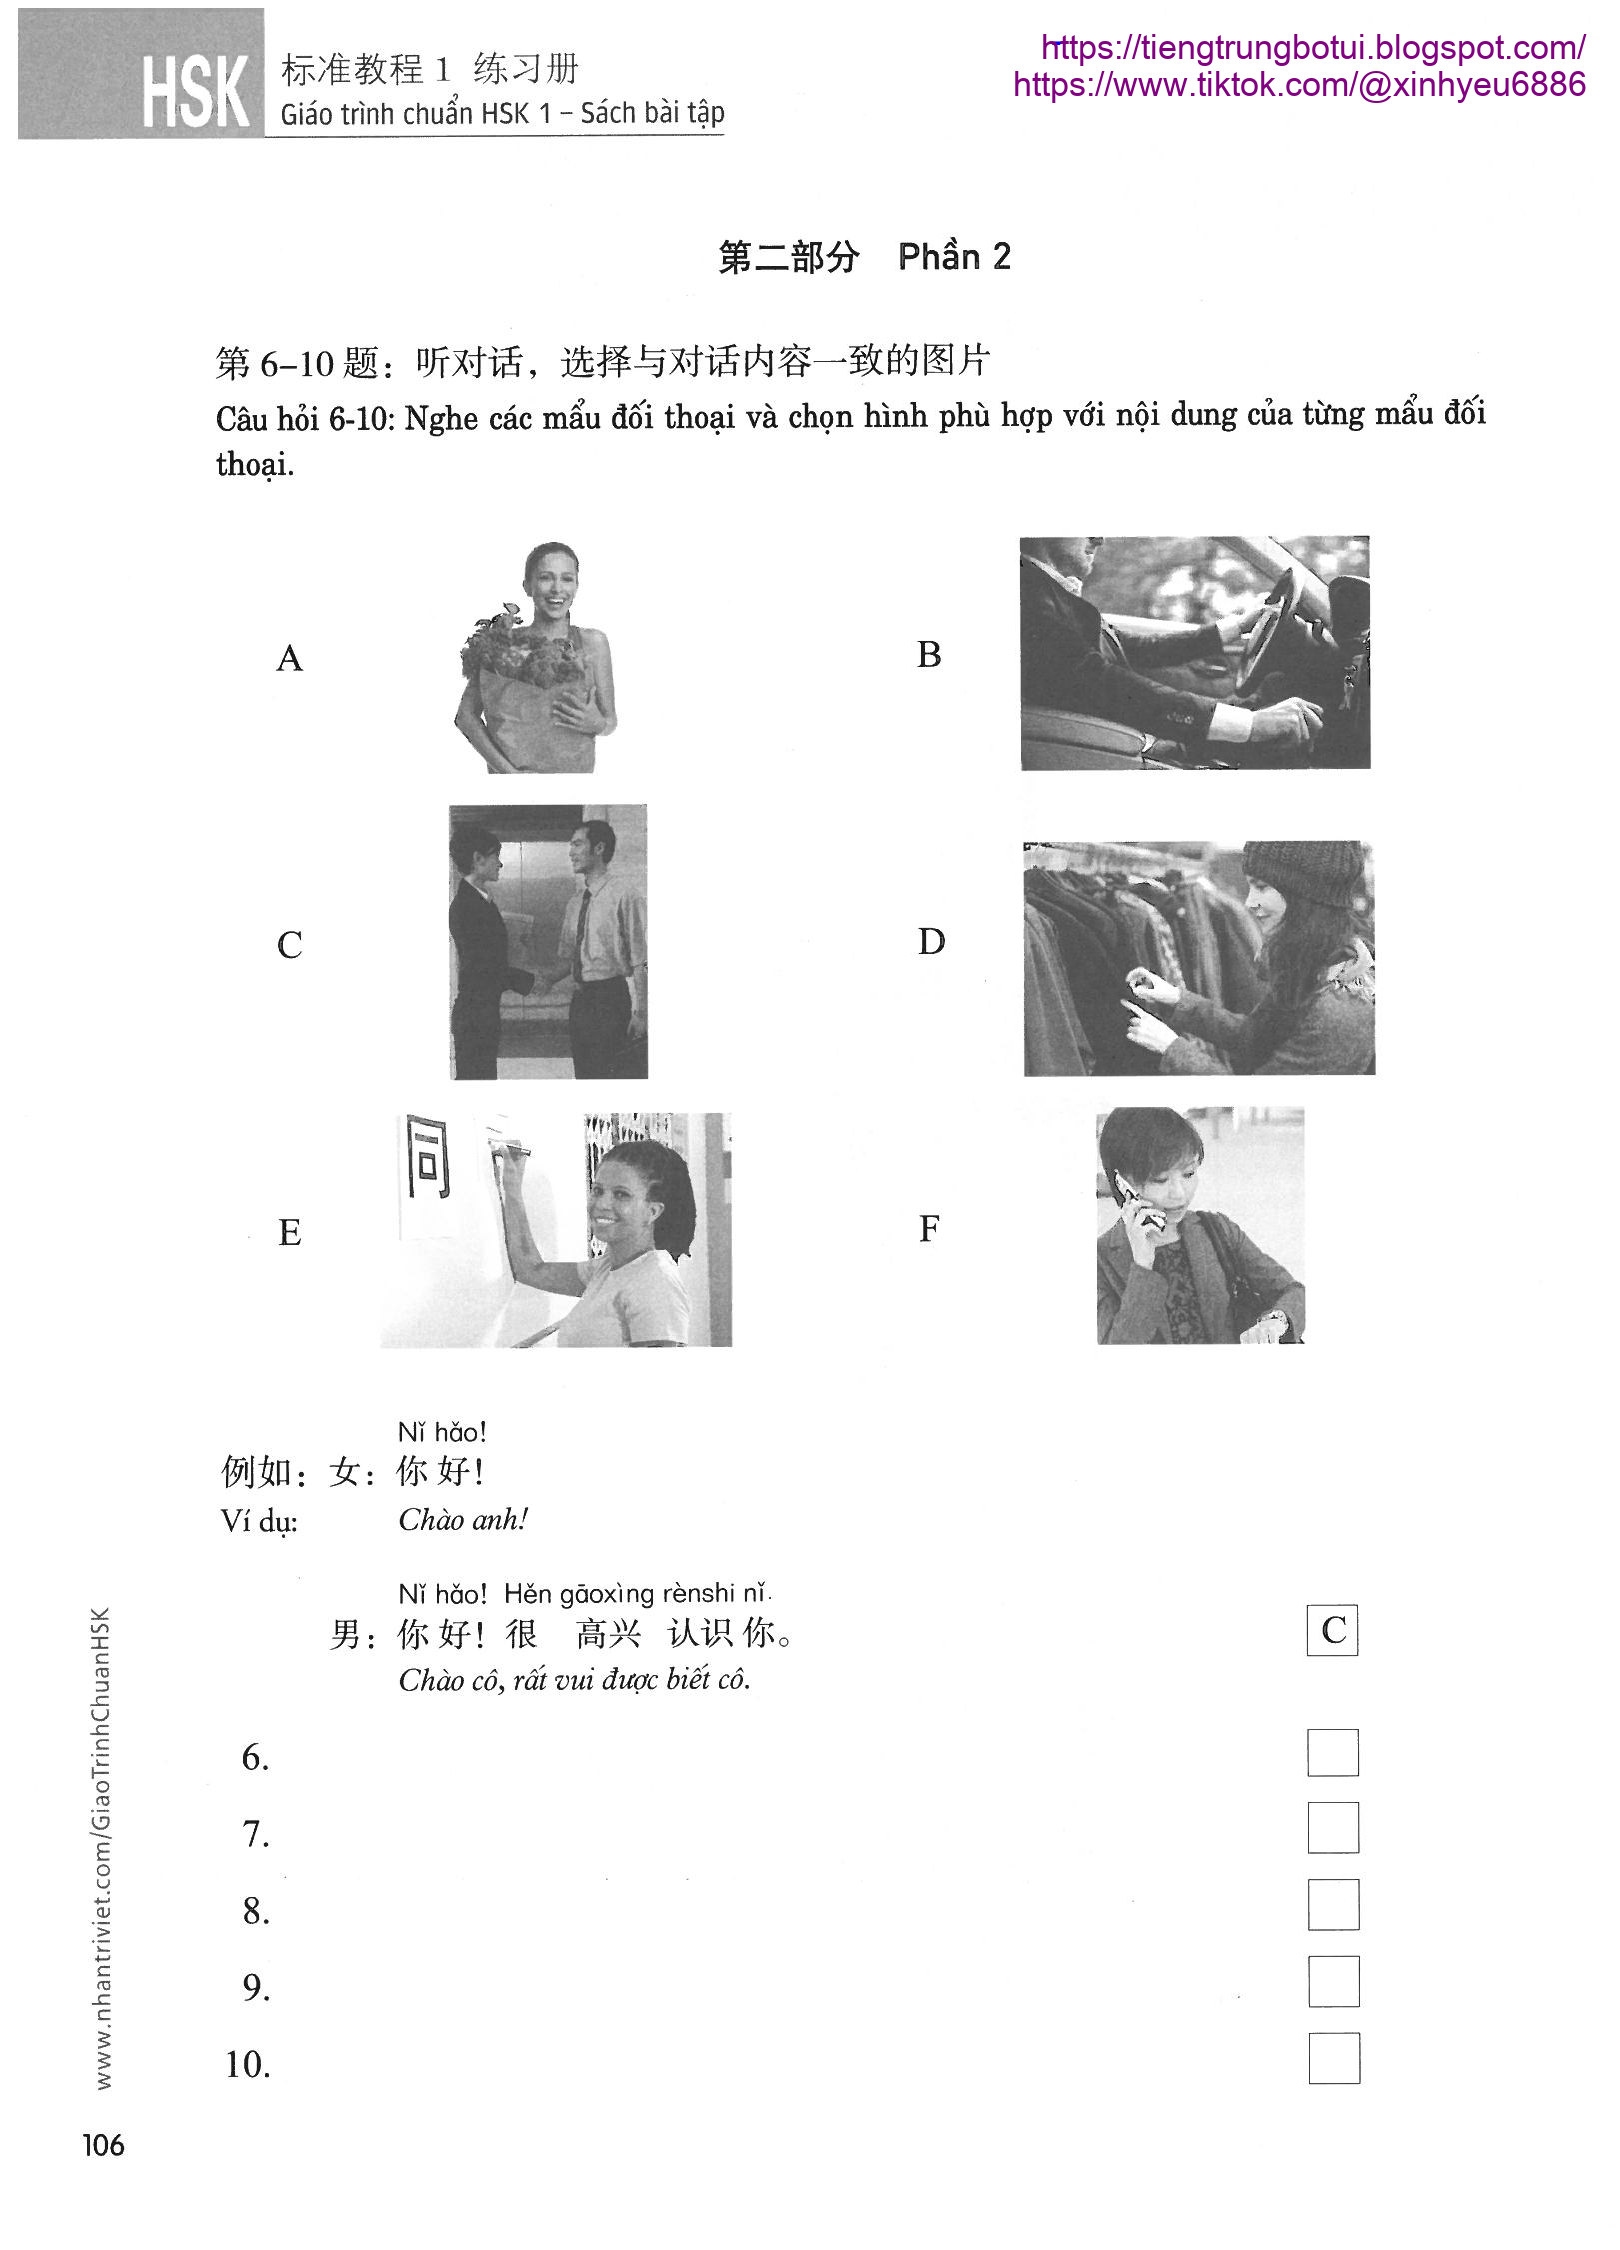 https://tiengtrungbotui.blogspot.com/
https://www.tiktok.com/@xinhyeu6886
HSK 标准教程 1 练习册
Giáo trình chuẩn HSK 1 – Sách bài tập
第二部分 Phần 2
第 6–10 题：听对话，选择与对话内容一致的图片
Câu hỏi 6-10: Nghe các mẩu đối thoại và chọn hình phù hợp với nội dung của từng mẩu đối
thoại.
A
B
C
D
E
同
F
Nǐ hǎo!
例如：女：你好！
Ví dụ: Chào anh!
Nǐ hǎo! Hěn gāoxìng rènshi nǐ.
男：你好！很 高兴 认识 你。 C
Chào cô, rất vui được biết cô.
6.
7.
8.
9.
10.
www.nhantriviet.com/GiaoTrinhChuanHSK
106